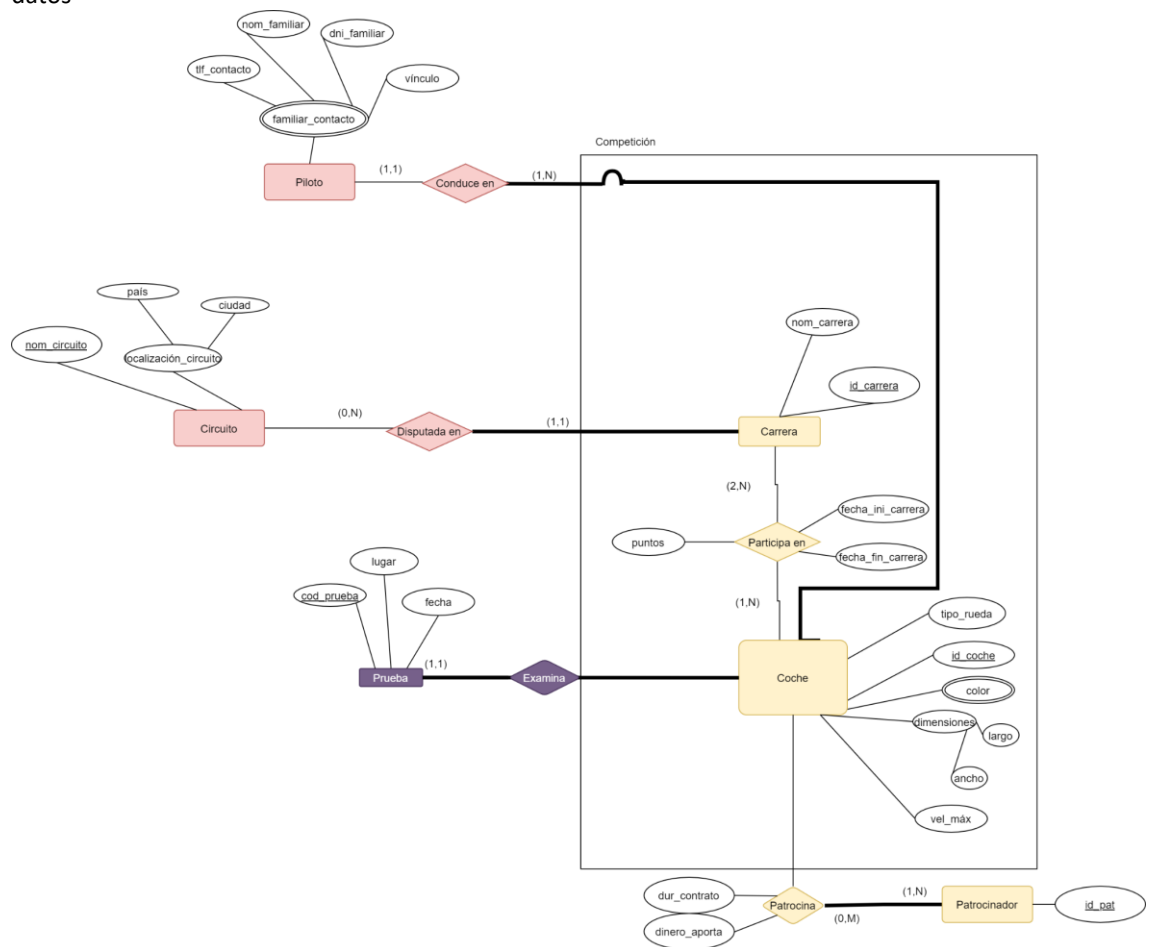 datos
nom_familiar
dni_familiar
tlf_contacto
vínculo
familiar_contacto
Competición
(1,1)
(1,N)
Piloto
Conduce en
país
ciudad
nom_circuito
localización_circuito
nom_carrera
id_carrera
(0,N)
(1,1)
Circuito
Disputada en
Carrera
(2,N)
fecha_ini_carrera
puntos
Participa en
fecha_fin_carrera
lugar
cod_prueba
fecha
(1,N)
tipo_rueda
id_coche
(1,1)
Prueba
Examina
Coche
color
dimensiones
largo
ancho
vel_máx
dur_contrato
(1,N)
Patrocina
Patrocinador
id_pat
(0,M)
dinero_aporta